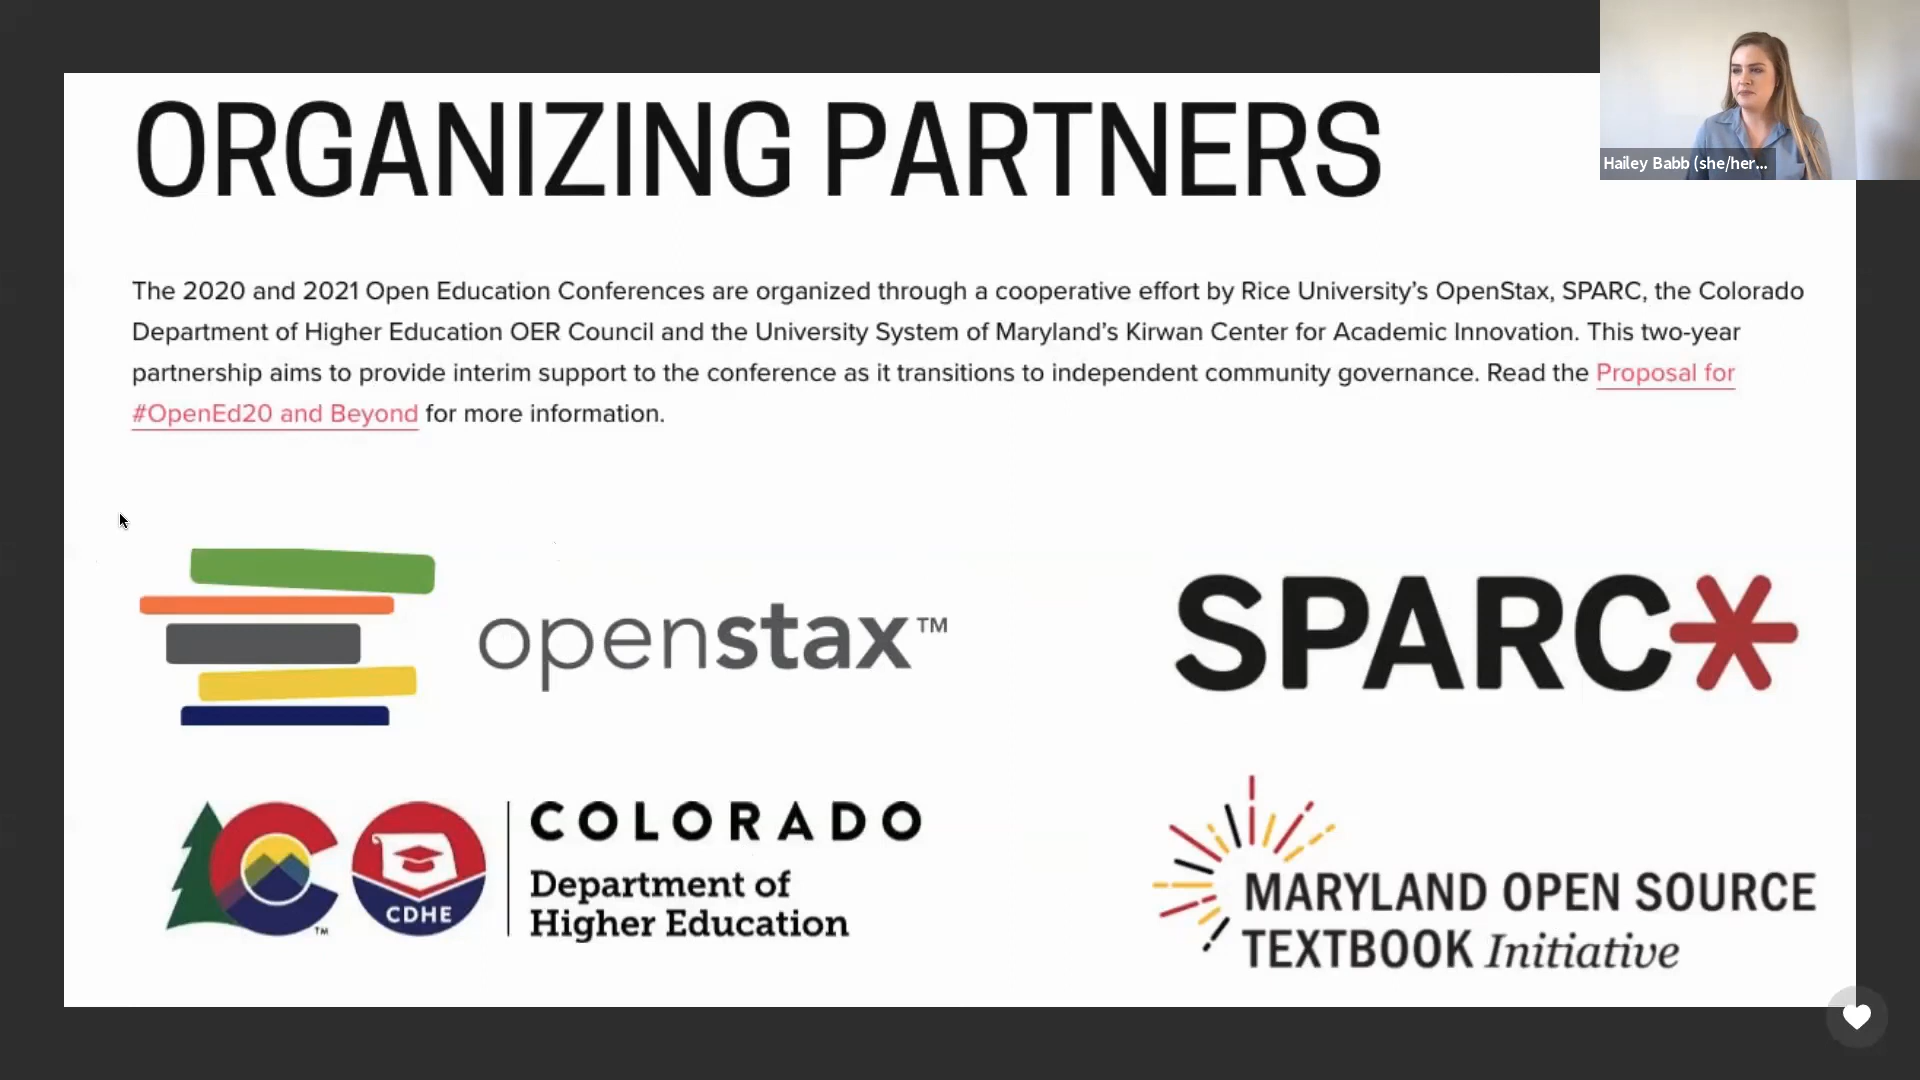 ORGANIZING PARTNERS
Hailey Babb (she/her...
The 2020 and 2021 Open Education Conferences are organized through a cooperative effort by Rice University’s OpenStax, SPARC, the Colorado
Department of Higher Education OER Council and the University System of Maryland’s Kirwan Center for Academic Innovation. This two-year
partnership aims to provide interim support to the conference as it transitions to independent community governance. Read the Proposal for
#OpenEd20 and Beyond for more information.
openstax™
SPARC*
COLORADO
Department of
Higher Education
CDHE
™
MARYLAND OPEN SOURCE
TEXTBOOK Initiative